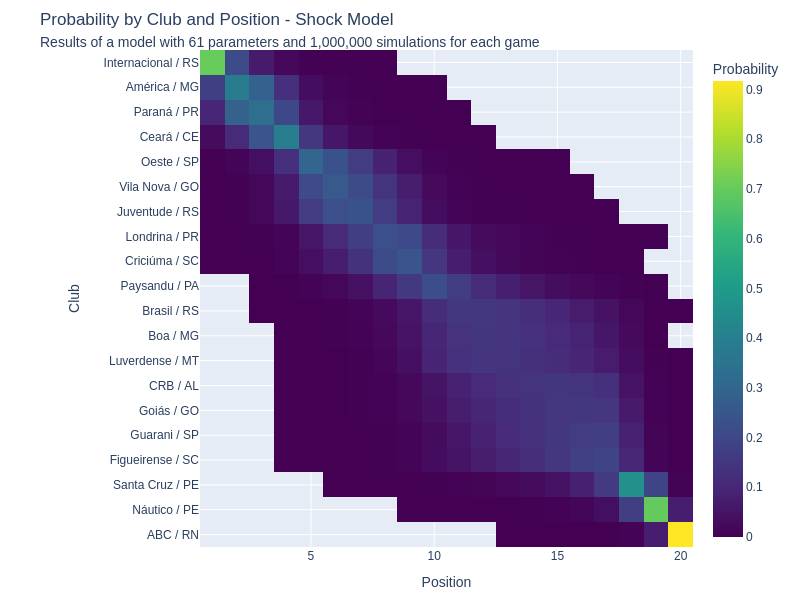 Probability by Club and Position - Shock Model
Results of a model with 61 parameters and 1,000,000 simulations for each game
Probability
Internacional / RS
América / MG
Paraná / PR
Ceará / CE
Oeste / SP
Vila Nova / GO
Juventude / RS
Londrina / PR
Criciúma / SC
Paysandu / PA
Brasil / RS
Boa / MG
Luverdense / MT
CRB / AL
Goiás / GO
Guarani / SP
Figueirense / SC
Santa Cruz / PE
Náutico / PE
ABC / RN
Club
5
10
15
20
Position
0.9
0.8
0.7
0.6
0.5
0.4
0.3
0.2
0.1
0